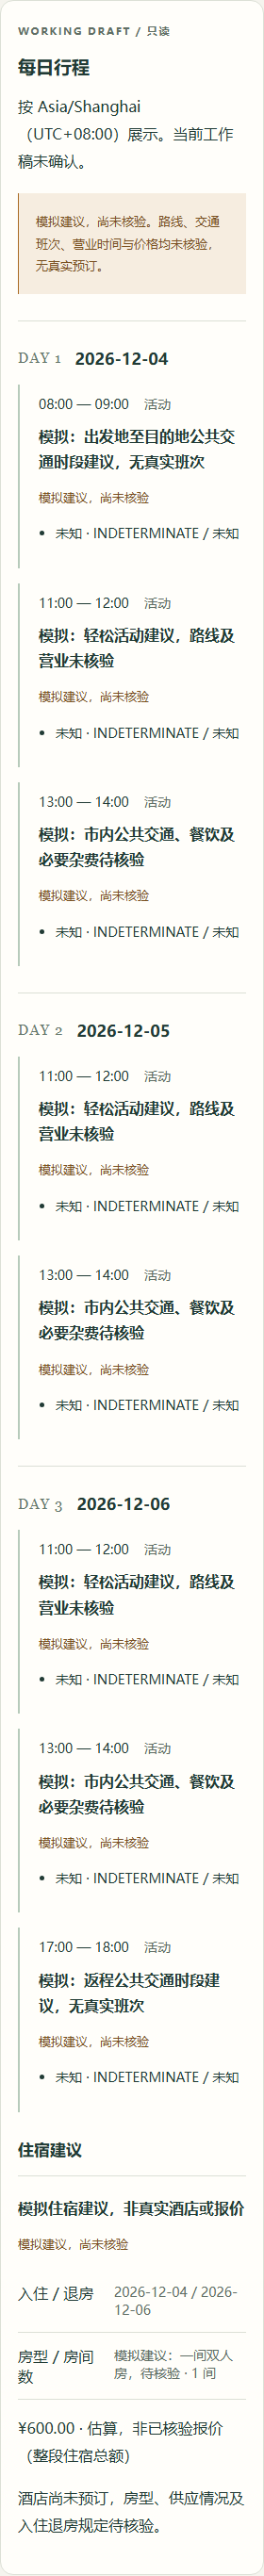 WORKING DRAFT / 只读
每日行程
按 Asia/Shanghai
（UTC+08:00）展示。当前工作
稿未确认。
模拟建议，尚未核验。路线、交通
班次、营业时间与价格均未核验，
无真实预订。
DAY 1 2026-12-04
08:00 — 09:00 活动
模拟：出发地至目的地公共交
通时段建议，无真实班次
模拟建议，尚未核验
• 未知 · INDETERMINATE / 未知
11:00 — 12:00 活动
模拟：轻松活动建议，路线及
营业未核验
模拟建议，尚未核验
• 未知 · INDETERMINATE / 未知
13:00 — 14:00 活动
模拟：市内公共交通、餐饮及
必要杂费待核验
模拟建议，尚未核验
• 未知 · INDETERMINATE / 未知
DAY 2 2026-12-05
11:00 — 12:00 活动
模拟：轻松活动建议，路线及
营业未核验
模拟建议，尚未核验
• 未知 · INDETERMINATE / 未知
13:00 — 14:00 活动
模拟：市内公共交通、餐饮及
必要杂费待核验
模拟建议，尚未核验
• 未知 · INDETERMINATE / 未知
DAY 3 2026-12-06
11:00 — 12:00 活动
模拟：轻松活动建议，路线及
营业未核验
模拟建议，尚未核验
• 未知 · INDETERMINATE / 未知
13:00 — 14:00 活动
模拟：市内公共交通、餐饮及
必要杂费待核验
模拟建议，尚未核验
• 未知 · INDETERMINATE / 未知
17:00 — 18:00 活动
模拟：返程公共交通时段建
议，无真实班次
模拟建议，尚未核验
• 未知 · INDETERMINATE / 未知
住宿建议
模拟住宿建议，非真实酒店或报价
模拟建议，尚未核验
入住 / 退房
2026-12-04 / 2026-
12-06
房型 / 房间
数
模拟建议：一间双人
房，待核验 · 1 间
¥600.00 · 估算，非已核验报价
（整段住宿总额）
酒店尚未预订，房型、供应情况及
入住退房规定待核验。